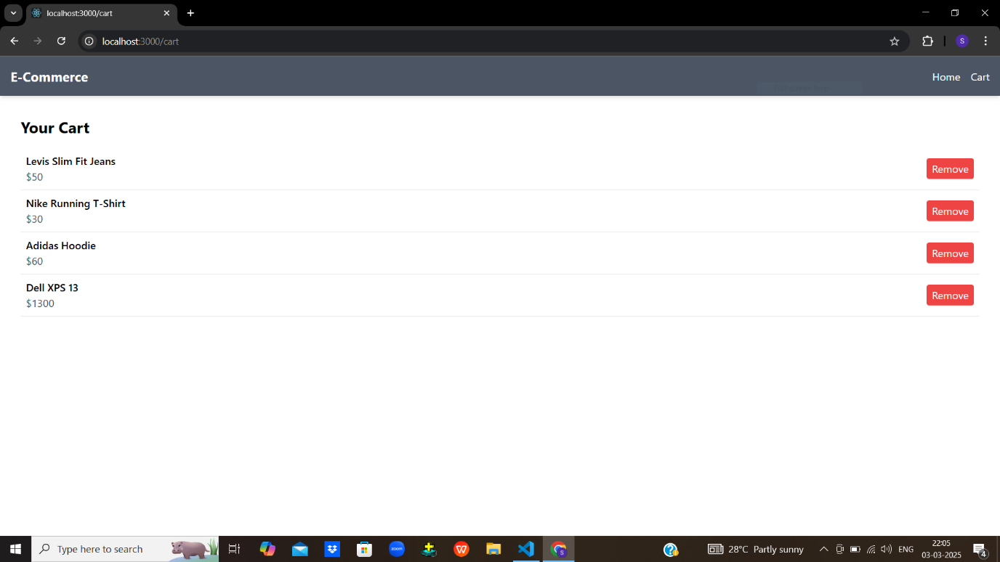 localhost:3000/cart
localhost:3000/cart
S
E-Commerce
Home Cart
Your Cart
Levis Slim Fit Jeans
$50
Remove
Nike Running T-Shirt
$30
Remove
Adidas Hoodie
$60
Remove
Dell XPS 13
$1300
Remove
Type here to search
zoom
W
S
28°C Partly sunny
ENG
22:05
03-03-2025
4